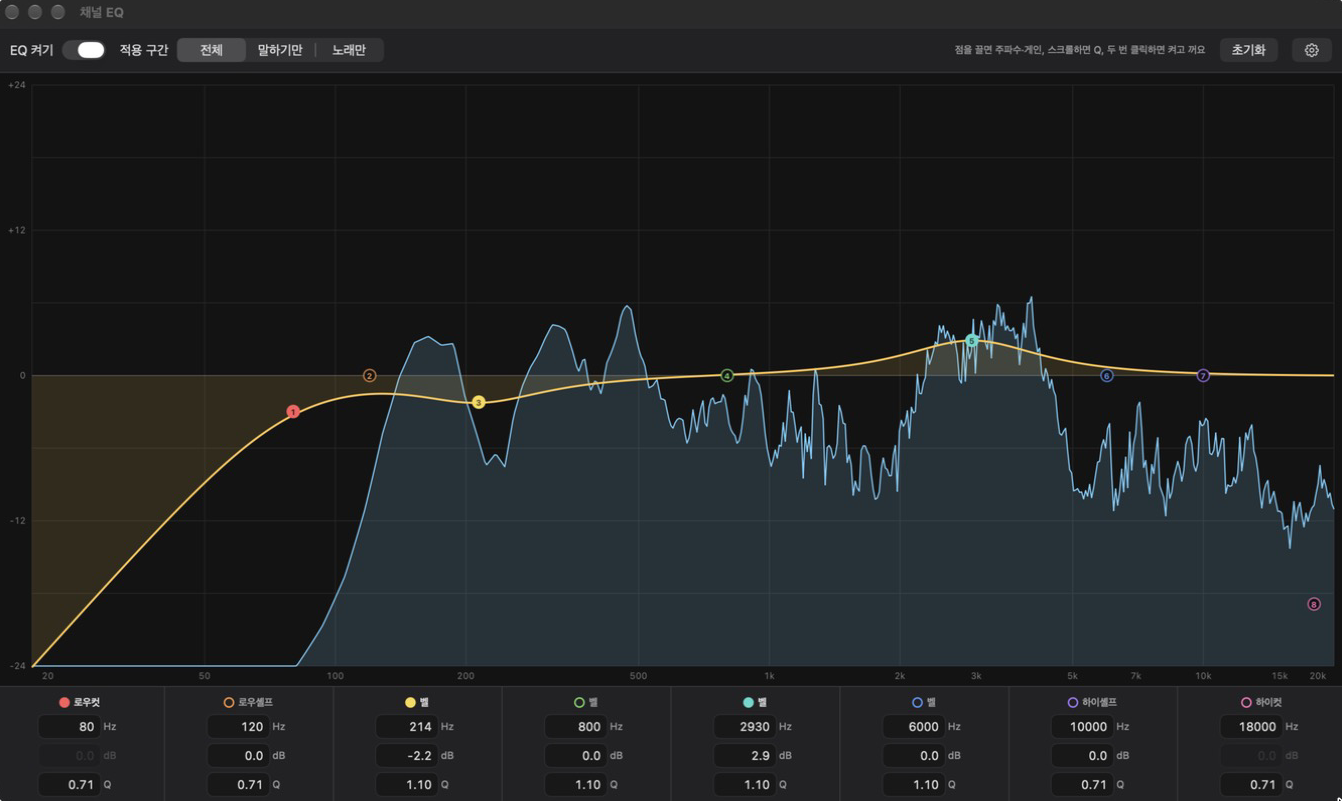 채널 EQ
EQ 켜기 적용 구간 전체 말하기만 노래만 점을 끌면 주파수·게인, 스크롤하면 Q, 두 번 클릭하면 켜고 꺼요 초기화
+24
+12
0
-12
-24
1 2 3 4 5 6 7 8
20 50 100 200 500 1k 2k 3k 5k 7k 10k 15k 20k
로우컷 로우셸프 벨 벨 벨 벨 하이셸프 하이컷
80 Hz 120 Hz 214 Hz 800 Hz 2930 Hz 6000 Hz 10000 Hz 18000 Hz
0.0 dB 0.0 dB -2.2 dB 0.0 dB 2.9 dB 0.0 dB 0.0 dB 0.0 dB
0.71 Q 0.71 Q 1.10 Q 1.10 Q 1.10 Q 1.10 Q 0.71 Q 0.71 Q